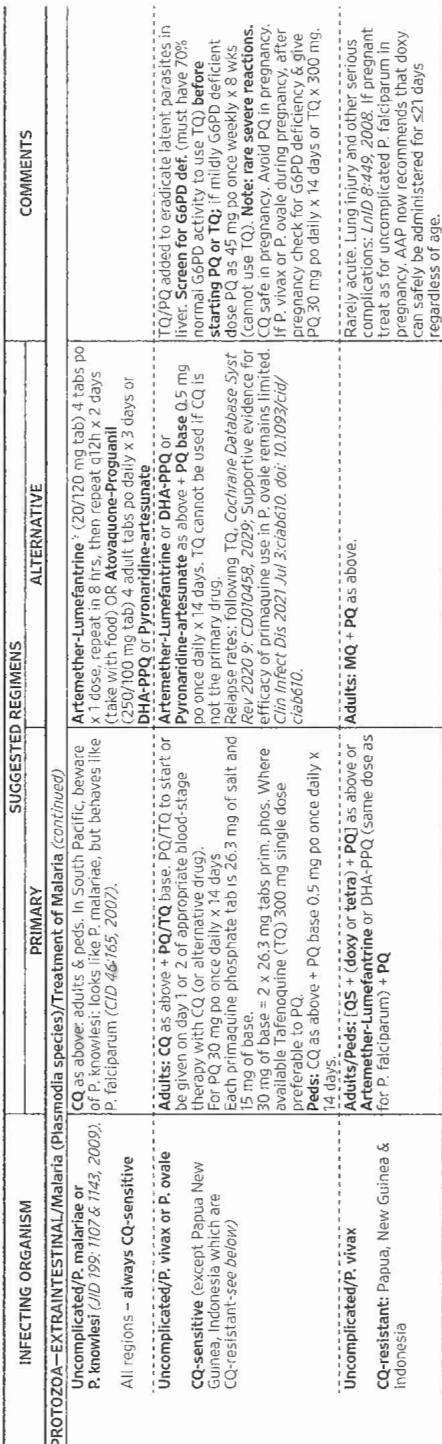 PROTOZOA—EXTRAINTESTINAL/Malaria (Plasmodia species)/Treatment of Malaria (continued)
INFECTING ORGANISM
SUGGESTED REGIMENS
PRIMARY
ALTERNATIVE
COMMENTS
Uncomplicated/P. malariae or
P. knowlesi (JID 199: 1107 & 1143, 2009).
All regions – always CQ-sensitive
CQ as above: adults & peds. In South Pacific, beware
of P. knowlesi: looks like P. malariae, but behaves like
P. falciparum (CID 46:165, 2007).
Artemether-Lumefantrine (20/120 mg tab) 4 tabs po
x 1 dose, repeat in 8 hrs, then repeat q12h x 2 days
(take with food) OR Atovaquone-Proguanil
(250/100 mg tab) 4 adult tabs po daily x 3 days or
DHA-PPQ or Pyronaridine-artesunate
Uncomplicated/P. vivax or P. ovale
CQ-sensitive (except Papua New
Guinea, Indonesia which are
CQ-resistant-see below)
Adults: CQ as above + PQ/TQ base. PQ/TQ to start or
be given on day 1 or 2 of appropriate blood-stage
therapy with CQ (or alternative drug).
For PQ 30 mg po once daily x 14 days
Each primaquine phosphate tab is 26.3 mg of salt and
15 mg of base.
30 mg of base = 2 x 26.3 mg tabs prim. phos. Where
available Tafenoquine (TQ) 300 mg single dose
preferable to PQ.
Peds: CQ as above + PQ base 0.5 mg po once daily x
14 days.
Artemether-Lumefantrine or DHA-PPQ or
Pyronaridine-artesunate as above + PQ base 0.5 mg
po once daily x 14 days. TQ cannot be used if CQ is
not the primary drug.
Relapse rates: following TQ, Cochrane Database Syst
Rev 2020 9: CD010458, 2029; Supportive evidence for
efficacy of primaquine use in P. ovale remains limited.
Clin Infect Dis 2021 Jul 3:ciab610. doi: 10.1093/cid/
ciab610.
TQ/PQ added to eradicate latent parasites in
liver. Screen for G6PD def. (must have 70%
normal G6PD activity to use TQ) before
starting PQ or TQ; if mildly G6PD deficient
dose PQ as 45 mg po once weekly x 8 wks
(cannot use TQ). Note: rare severe reactions.
CQ safe in pregnancy. Avoid PQ in pregnancy.
If P. vivax or P. ovale during pregnancy, after
pregnancy check for G6PD deficiency & give
PQ 30 mg po daily x 14 days or TQ x 300 mg.
Uncomplicated/P. vivax
CQ-resistant: Papua, New Guinea &
Indonesia
Adults/Peds: [QS + (doxy or tetra) + PQ] as above or
Artemether-Lumefantrine or DHA-PPQ (same dose as
for P. falciparum) + PQ
Adults: MQ + PQ as above.
Rarely acute. Lung injury and other serious
complications: LnID 8:449, 2008. If pregnant
treat as for uncomplicated P. falciparum in
pregnancy. AAP now recommends that doxy
can safely be administered for ≤21 days
regardless of age.